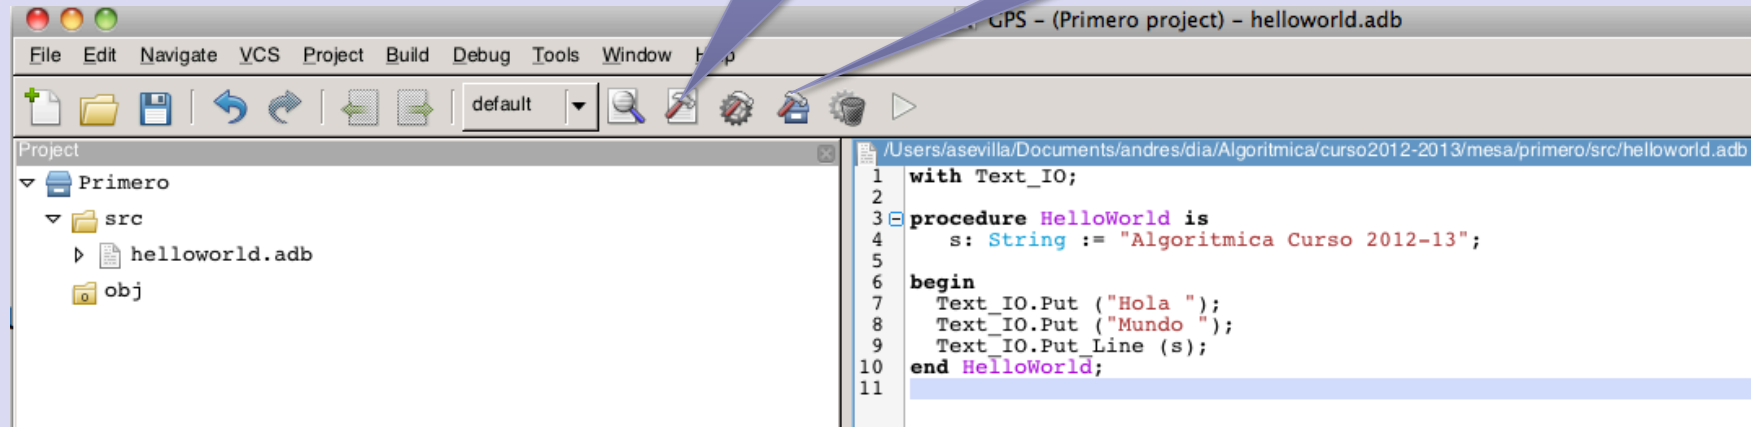 GPS – (Primero project) – helloworld.adb
File Edit Navigate VCS Project Build Debug Tools Window
default
Project
Primero
src
helloworld.adb
obj
/Users/asevilla/Documents/andres/dia/Algoritmica/curso2012-2013/mesa/primero/src/helloworld.adb
1 with Text_IO;
2
3 procedure HelloWorld is
4 s: String := "Algoritmica Curso 2012-13";
5
6 begin
7 Text_IO.Put ("Hola ");
8 Text_IO.Put ("Mundo ");
9 Text_IO.Put_Line (s);
10 end HelloWorld;
11